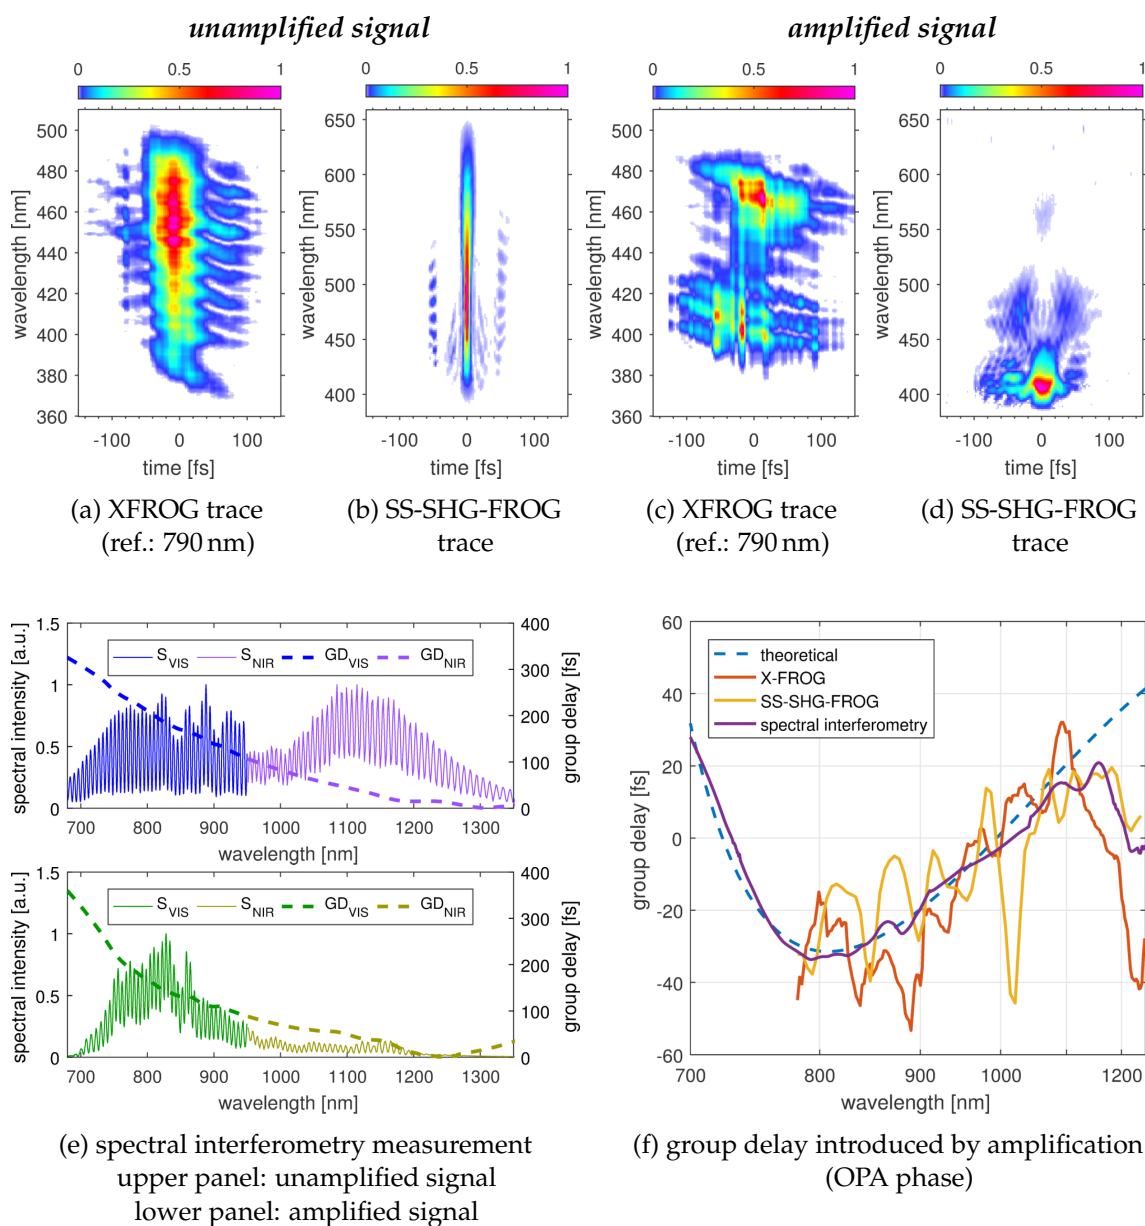 unamplified signal
amplified signal
0 0.5 1
0 0.5 1
0 0.5 1
0 0.5 1
500
480
460
440
420
400
380
360
wavelength [nm]
-100 0 100
time [fs]
650
600
550
500
450
400
wavelength [nm]
-100 0 100
time [fs]
500
480
460
440
420
400
380
360
wavelength [nm]
-100 0 100
time [fs]
650
600
550
500
450
400
wavelength [nm]
-100 0 100
time [fs]
(a) XFROG trace
(ref.: 790 nm)
(b) SS-SHG-FROG
trace
(c) XFROG trace
(ref.: 790 nm)
(d) SS-SHG-FROG
trace
1.5
1
0.5
0
spectral intensity [a.u.]
S_VIS S_NIR GD_VIS GD_NIR
400
300
200
100
0
group delay [fs]
700 800 900 1000 1100 1200 1300
wavelength [nm]
1.5
1
0.5
0
spectral intensity [a.u.]
S_VIS S_NIR GD_VIS GD_NIR
400
300
200
100
0
group delay [fs]
700 800 900 1000 1100 1200 1300
wavelength [nm]
(e) spectral interferometry measurement
upper panel: unamplified signal
lower panel: amplified signal
60
40
20
0
-20
-40
-60
group delay [fs]
theoretical
X-FROG
SS-SHG-FROG
spectral interferometry
700 800 900 1000 1200
wavelength [nm]
(f) group delay introduced by amplification
(OPA phase)